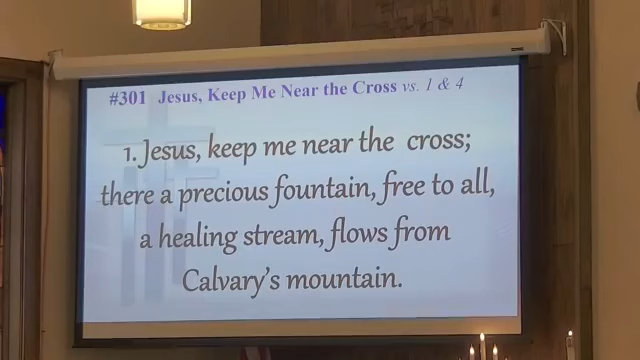 #301 Jesus, Keep Me Near the Cross vs. 1 & 4
1. Jesus, keep me near the cross;
there a precious fountain, free to all,
a healing stream, flows from
Calvary's mountain.